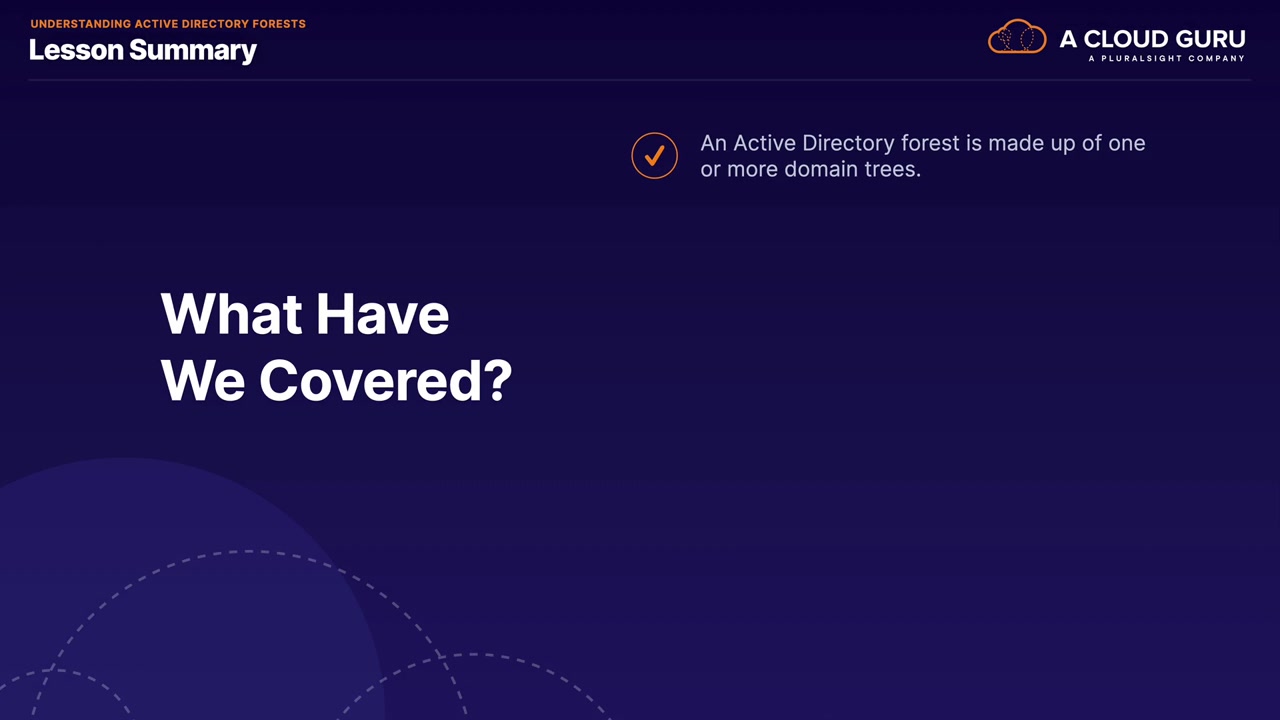 UNDERSTANDING ACTIVE DIRECTORY FORESTS
Lesson Summary
A CLOUD GURU
A PLURALSIGHT COMPANY
An Active Directory forest is made up of one
or more domain trees.
What Have
We Covered?